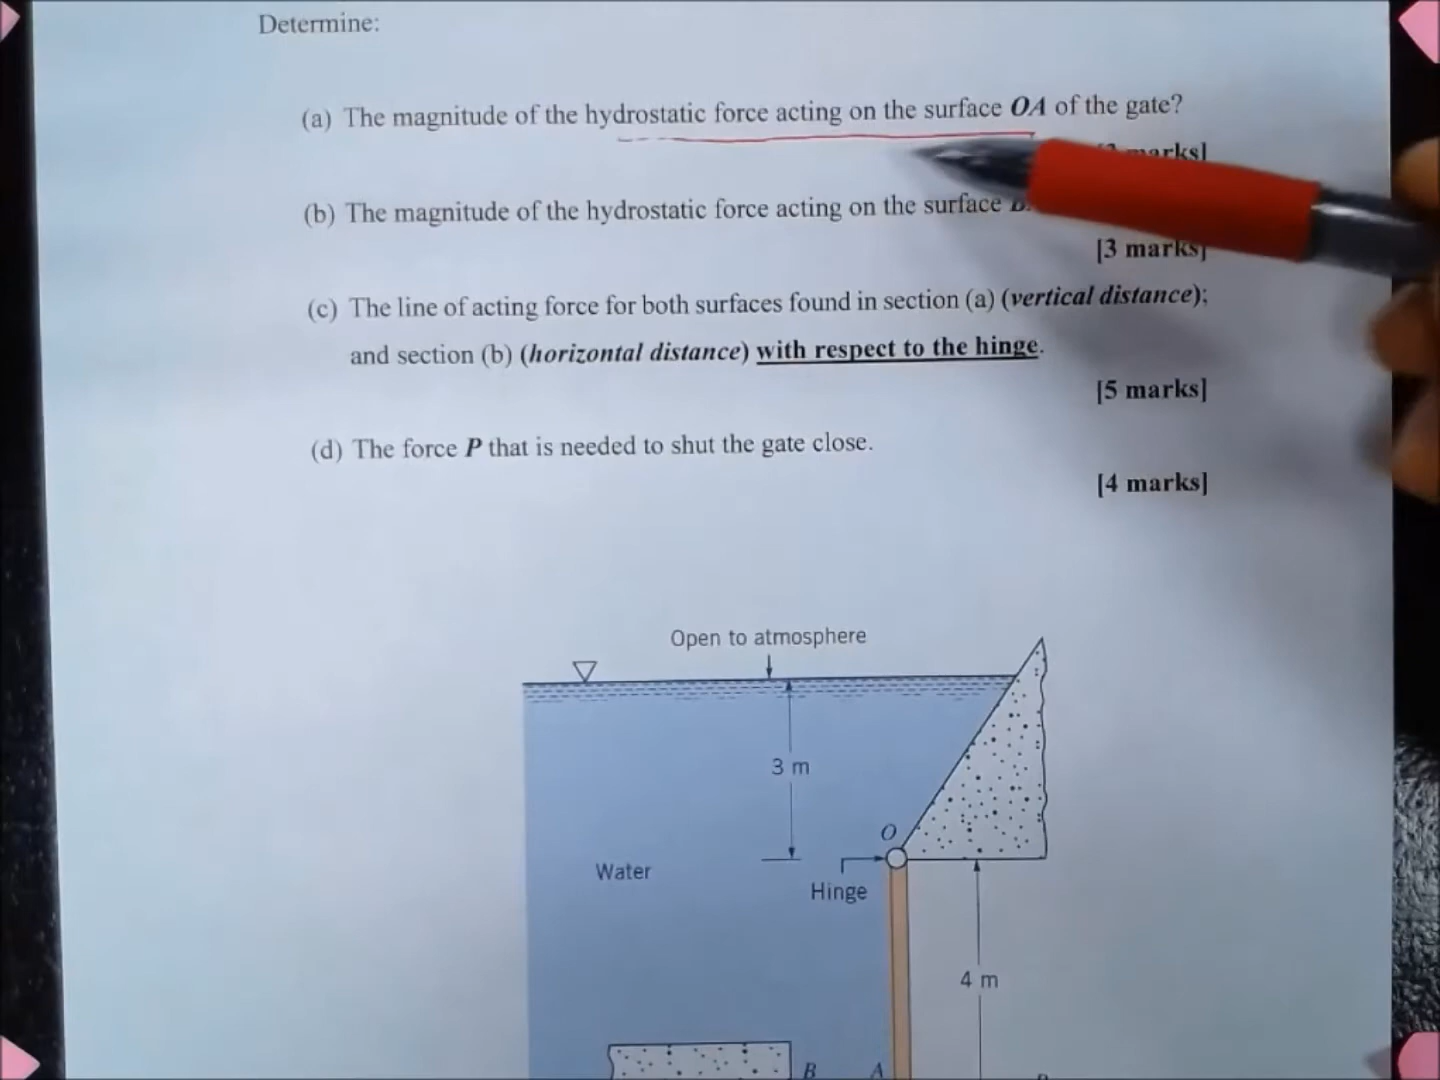 Determine:
(a) The magnitude of the hydrostatic force acting on the surface OA of the gate?
marks]
(b) The magnitude of the hydrostatic force acting on the surface
[3 marks]
(c) The line of acting force for both surfaces found in section (a) (vertical distance);
and section (b) (horizontal distance) with respect to the hinge.
[5 marks]
(d) The force P that is needed to shut the gate close.
[4 marks]
Open to atmosphere
3 m
O
Water
Hinge
4 m
B
A